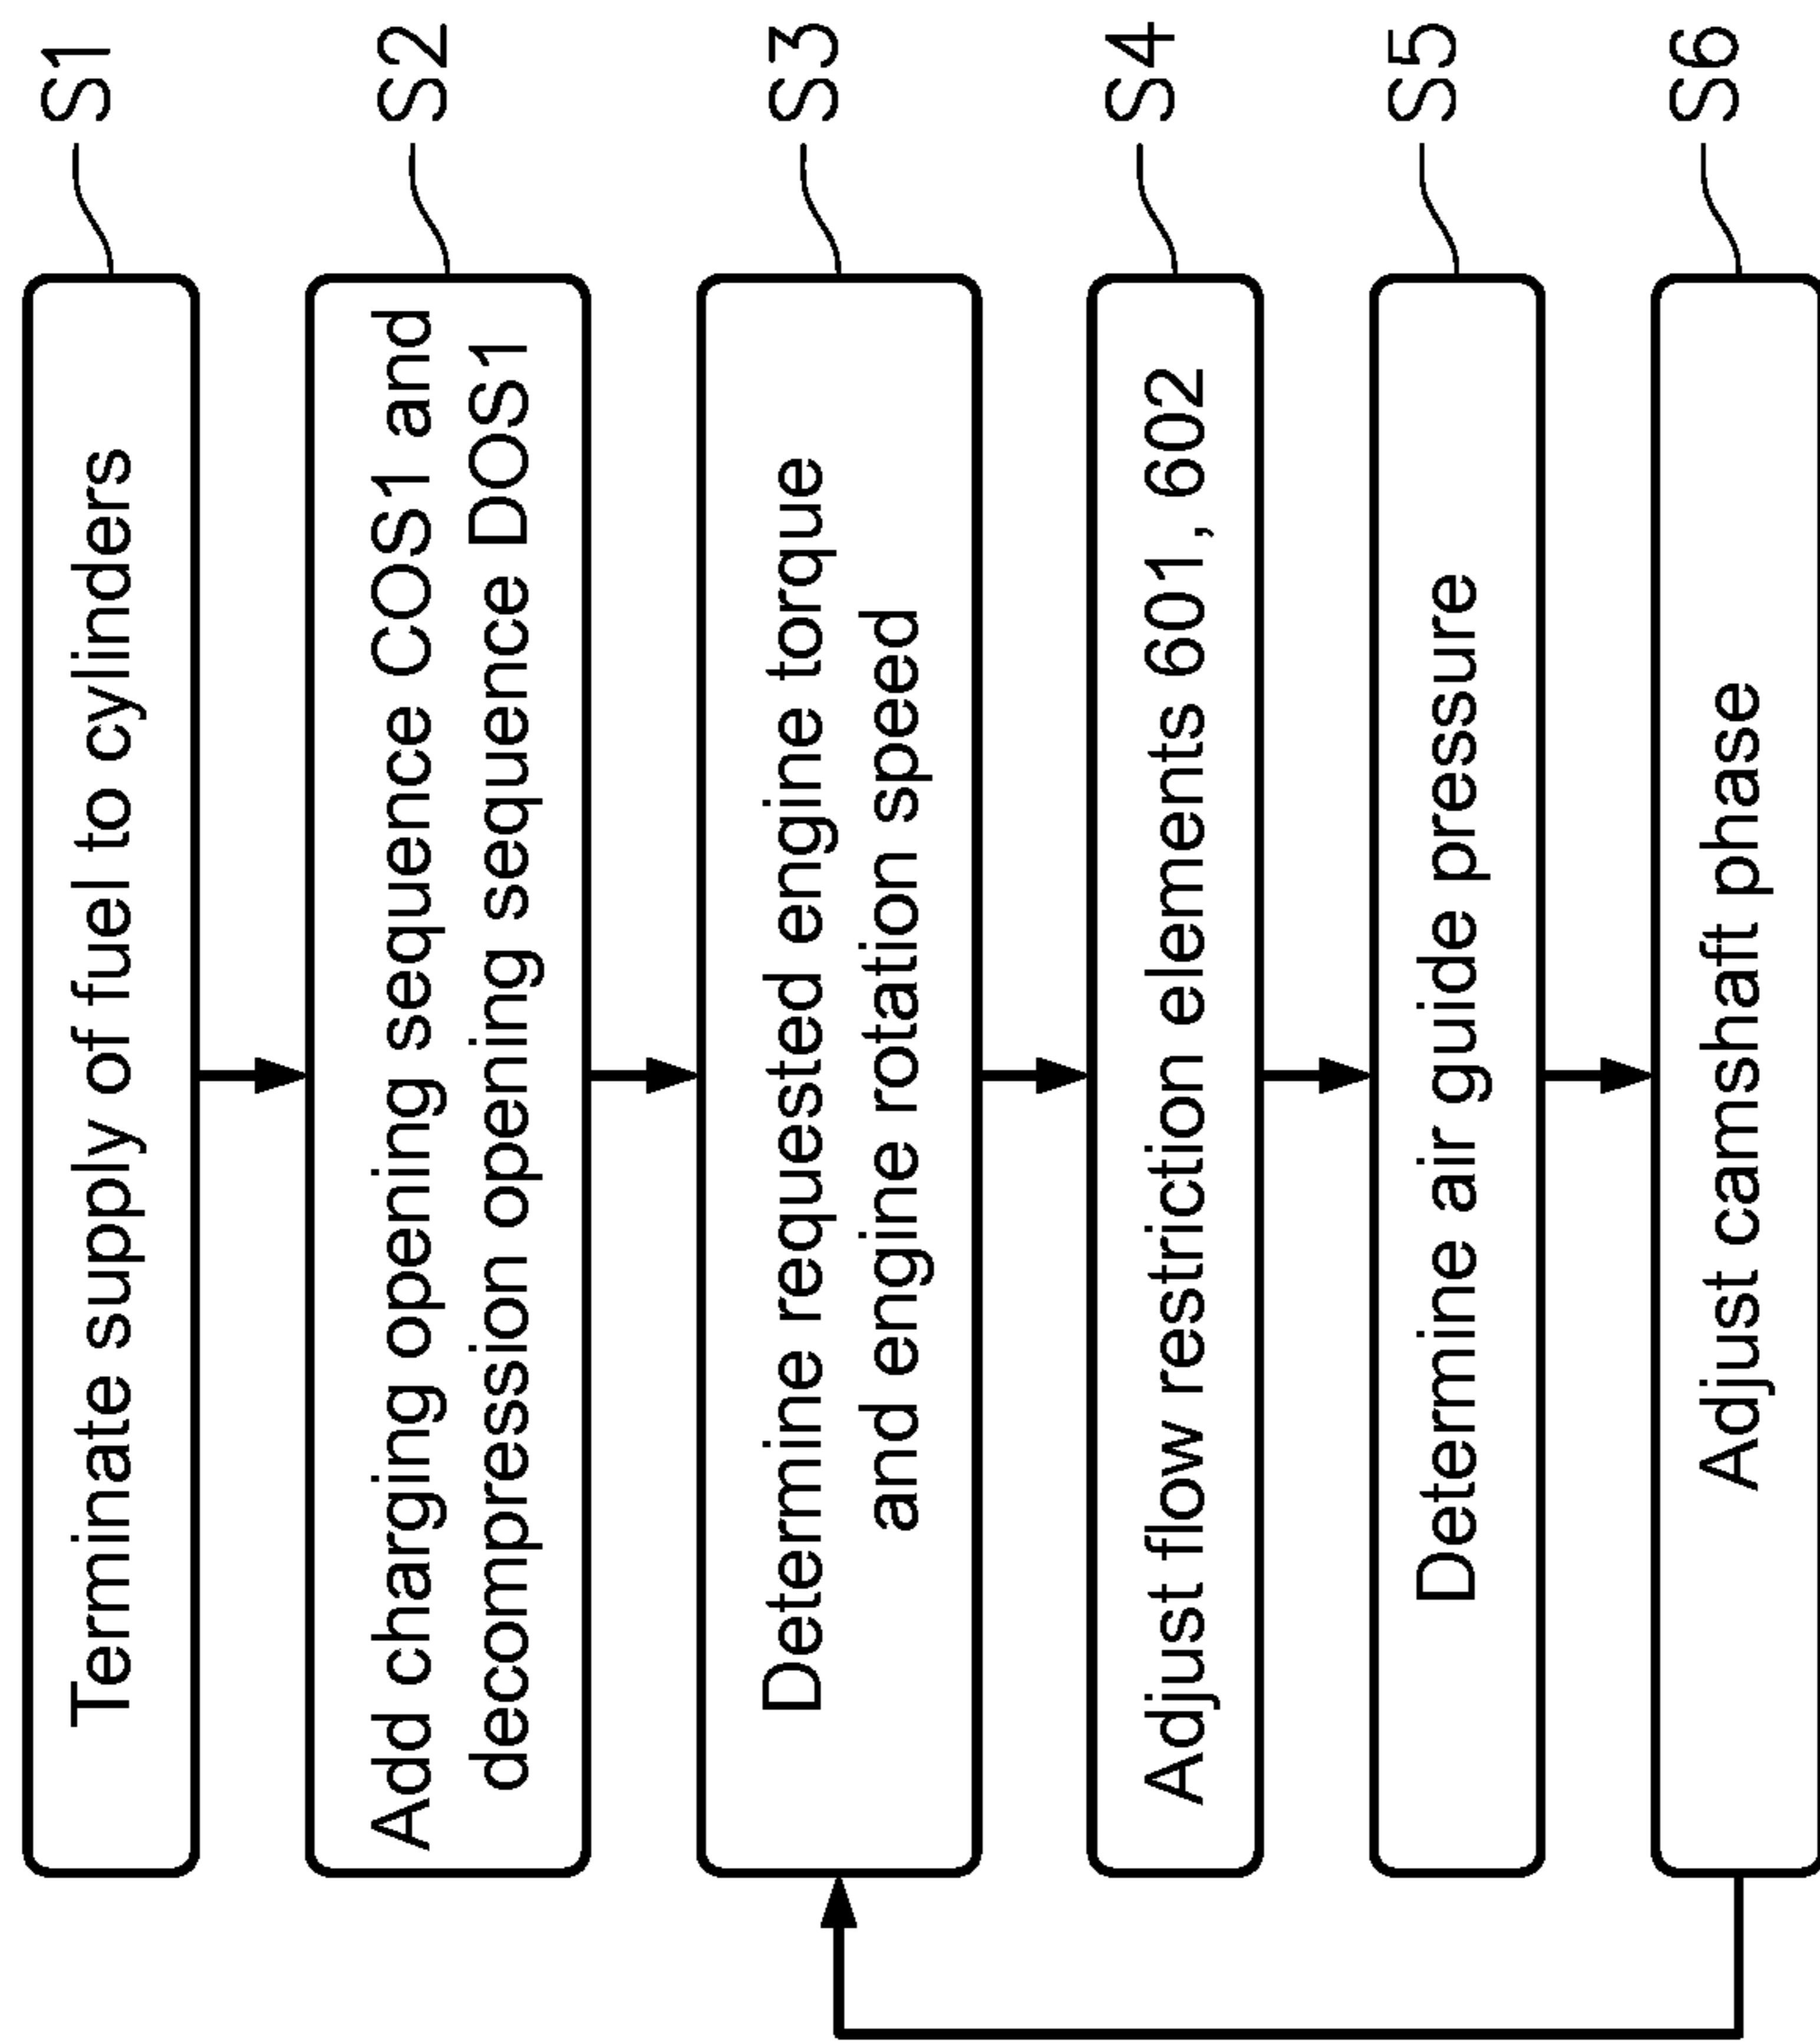 Terminate supply of fuel to cylinders
S1
Add charging opening sequence COS1 and
decompression opening sequence DOS1
S2
Determine requested engine torque
and engine rotation speed
S3
Adjust flow restriction elements 601, 602
S4
Determine air guide pressure
S5
Adjust camshaft phase
S6